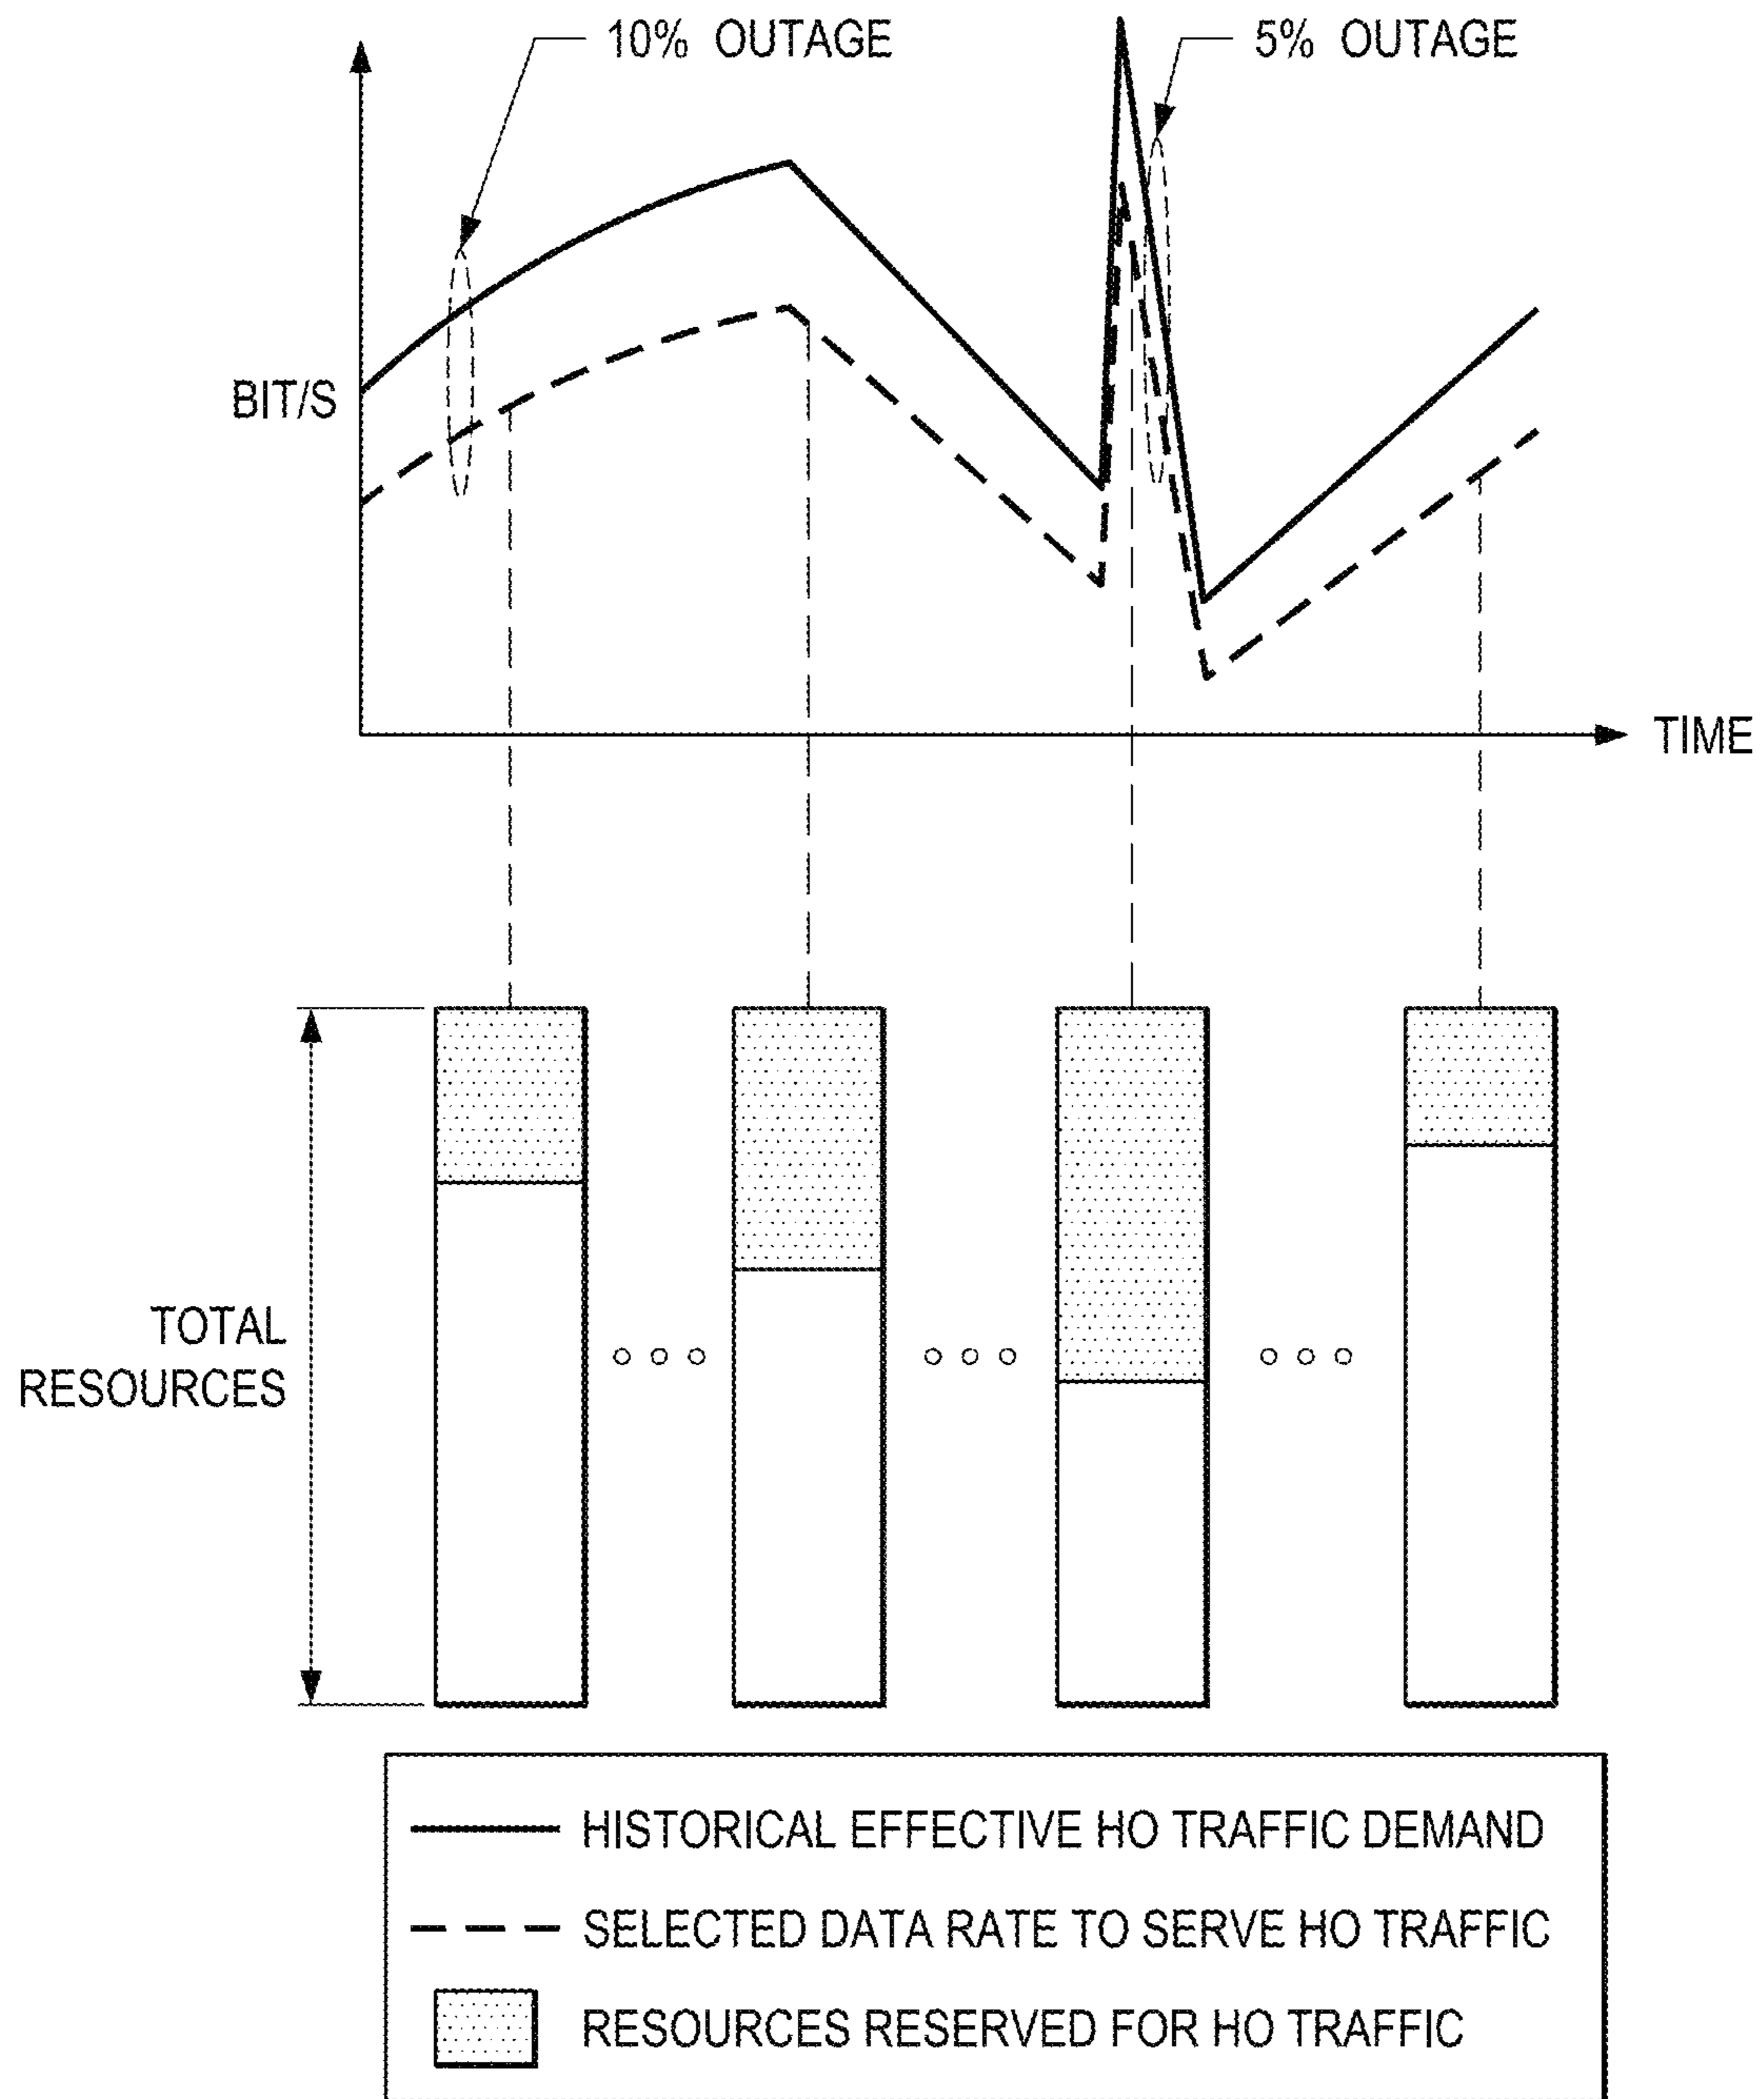 10% OUTAGE
5% OUTAGE
BIT/S
TIME
TOTAL
RESOURCES
HISTORICAL EFFECTIVE HO TRAFFIC DEMAND
SELECTED DATA RATE TO SERVE HO TRAFFIC
RESOURCES RESERVED FOR HO TRAFFIC